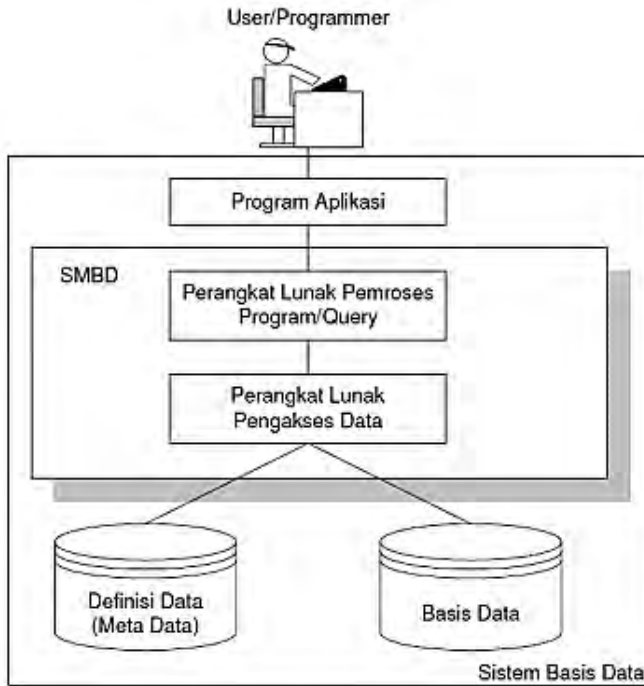 User/Programmer
Program Aplikasi
SMBD
Perangkat Lunak Pemroses
Program/Query
Perangkat Lunak
Pengakses Data
Definisi Data
(Meta Data)
Basis Data
Sistem Basis Data